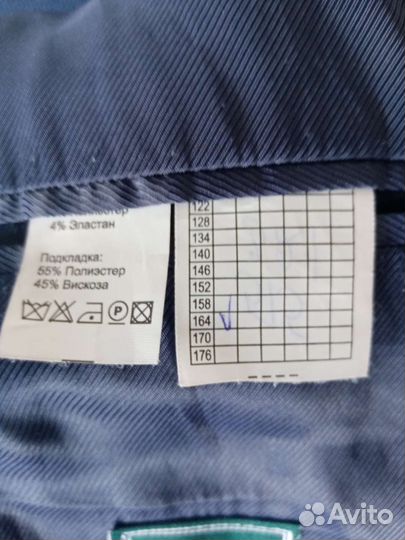 4% Эластан
Подкладка:
55% Полиэстер
45% Вискоза
P
122
128
134
140
146
152
158
164
170
176
Avito